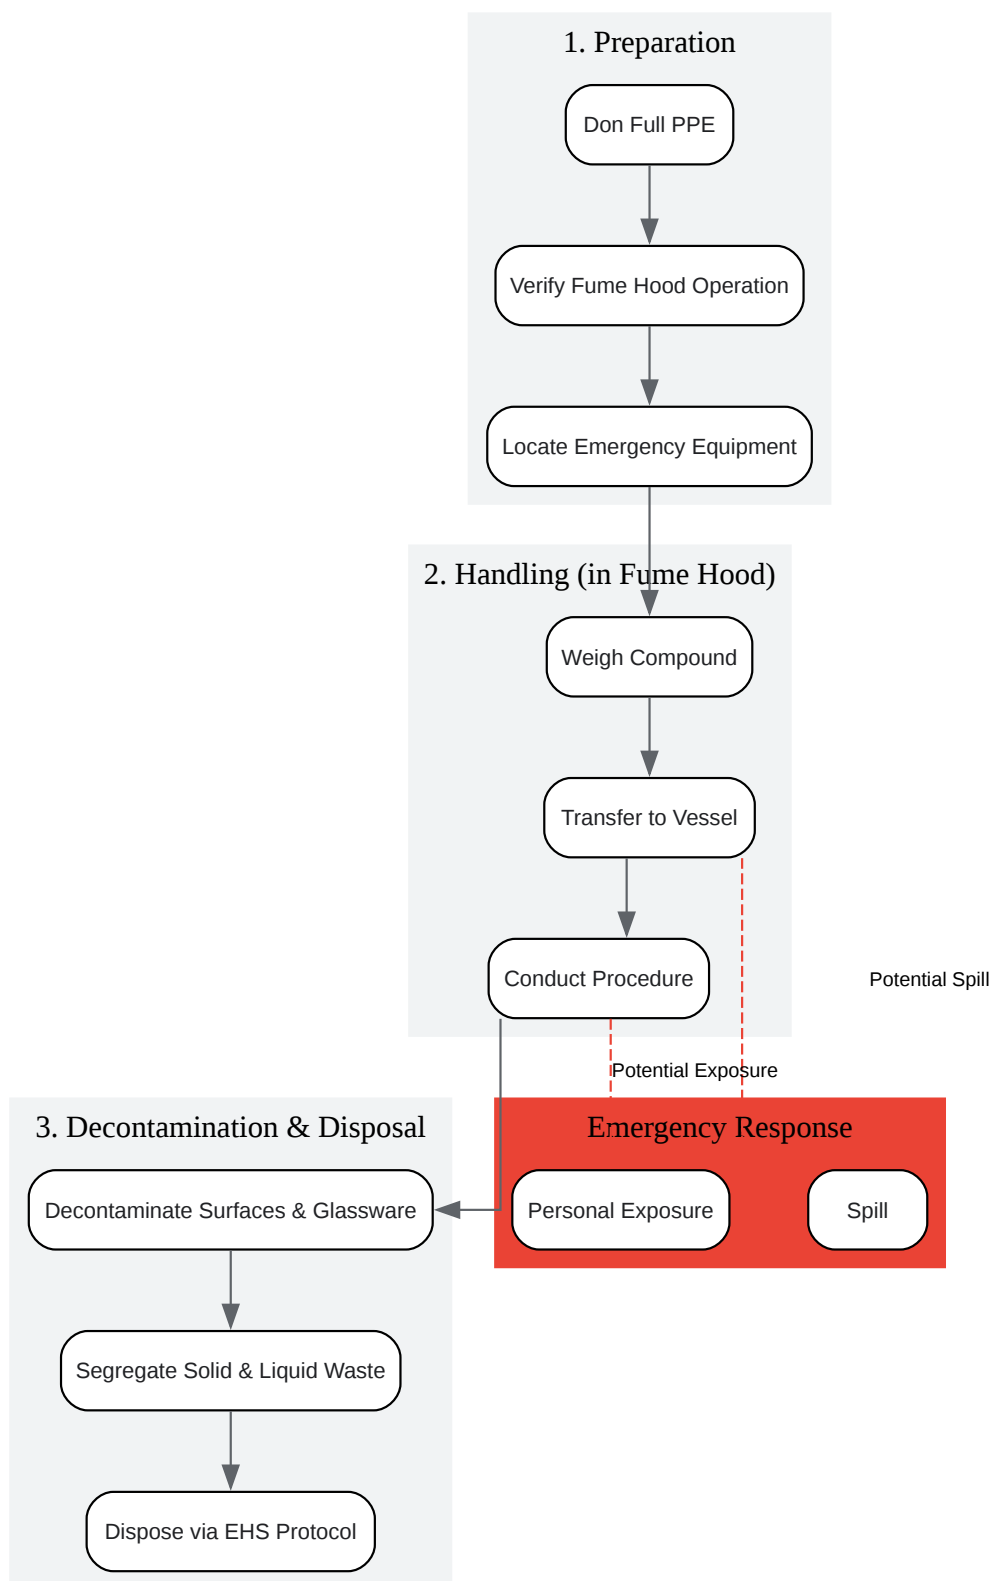 1. Preparation
Don Full PPE
Verify Fume Hood Operation
Locate Emergency Equipment
2. Handling (in Fume Hood)
Weigh Compound
Transfer to Vessel
Conduct Procedure
Potential Spill
Potential Exposure
3. Decontamination & Disposal
Emergency Response
Decontaminate Surfaces & Glassware
Personal Exposure
Spill
Segregate Solid & Liquid Waste
Dispose via EHS Protocol